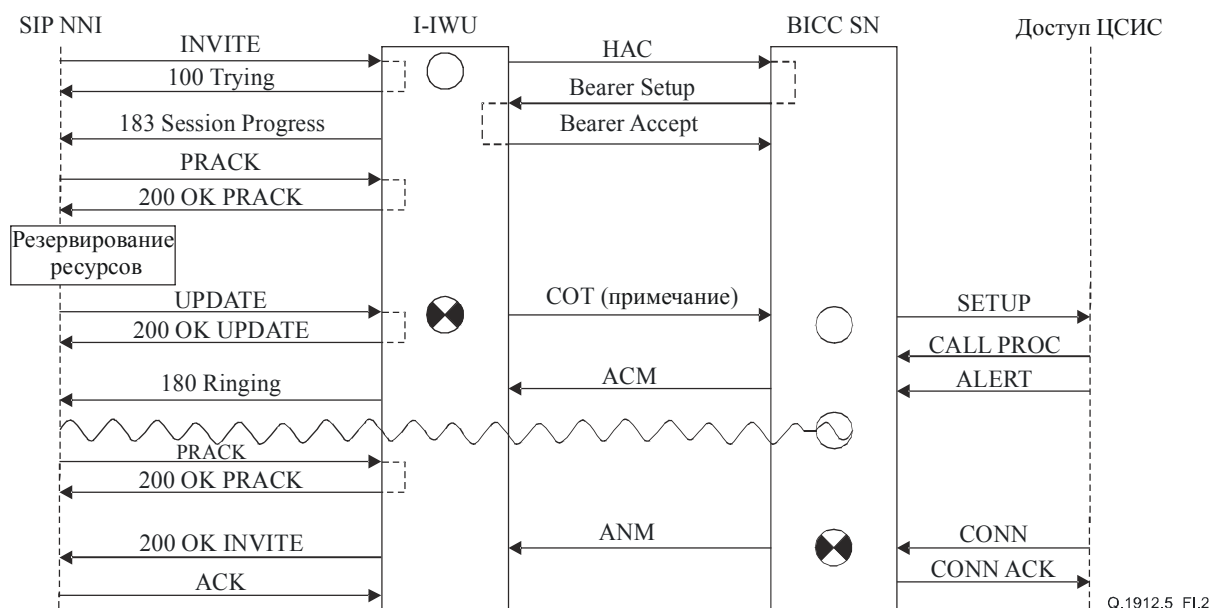 SIP NNI
I-IWU
BICC SN
Доступ ЦСИС
INVITE
НАС
100 Trying
Bearer Setup
183 Session Progress
Bearer Accept
PRACK
200 OK PRACK
Резервирование
ресурсов
UPDATE
COT (примечание)
SETUP
200 OK UPDATE
CALL PROC
180 Ringing
ACM
ALERT
PRACK
200 OK PRACK
200 OK INVITE
ANM
CONN
ACK
CONN ACK
Q.1912.5_FI.2